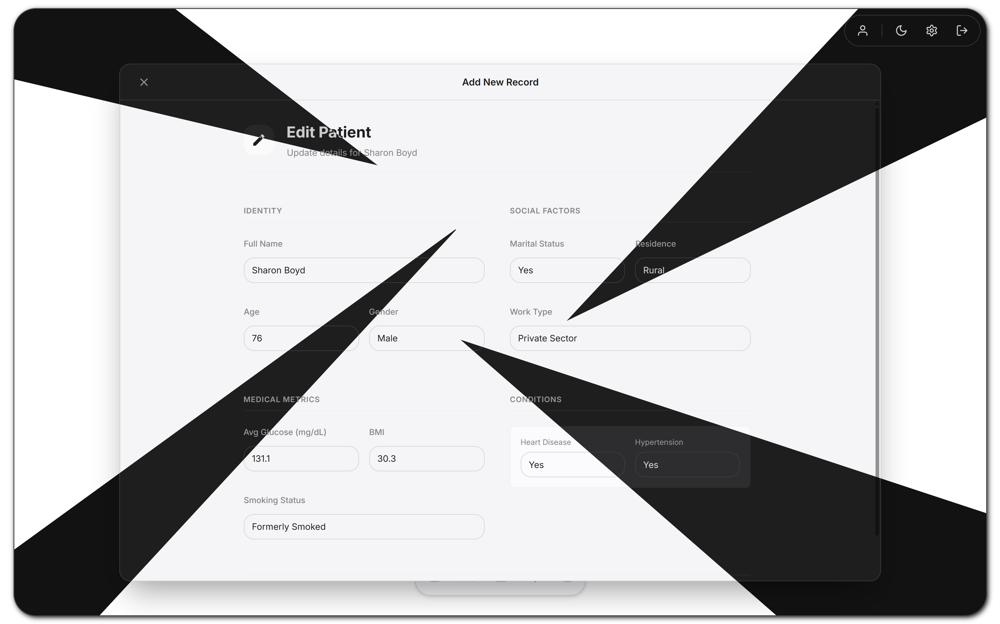 Add New Record
Edit Patient
Update details for Sharon Boyd
IDENTITY
Full Name
Sharon Boyd
Age
Gender
76
Male
SOCIAL FACTORS
Marital Status
Residence
Yes
Rural
Work Type
Private Sector
MEDICAL METRICS
Avg Glucose (mg/dL)
BMI
131.1
30.3
Smoking Status
Formerly Smoked
CONDITIONS
Heart Disease
Hypertension
Yes
Yes